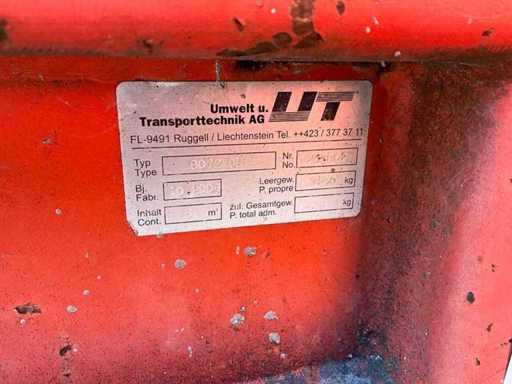 Umwelt u.
Transporttechnik AG
UT
FL-9491 Ruggell / Liechtenstein Tel. ++423 / 377 37 11
Typ
Type
Nr.
No.
Bj.
Fabr.
Leergew.
P. propre
kg
Inhalt
Cont.
m³
zul. Gesamtgew.
P. total adm.
kg